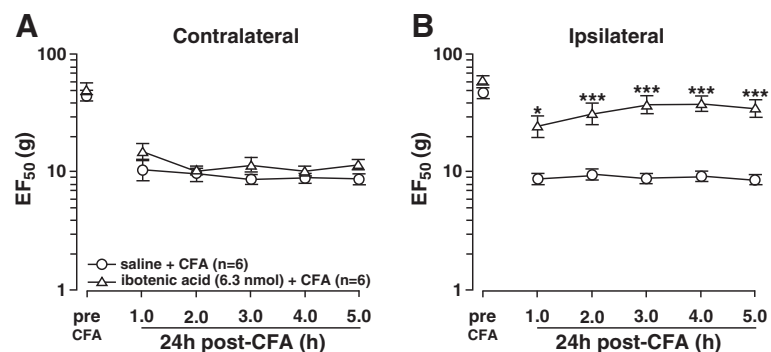 A
Contralateral
100
10
1
EF50 (g)
saline + CFA (n=6)
ibotenic acid (6.3 nmol) + CFA (n=6)
pre
CFA
1.0 2.0 3.0 4.0 5.0
24h post-CFA (h)
B
Ipsilateral
100
10
1
EF50 (g)
* *** *** *** ***
pre
CFA
1.0 2.0 3.0 4.0 5.0
24h post-CFA (h)